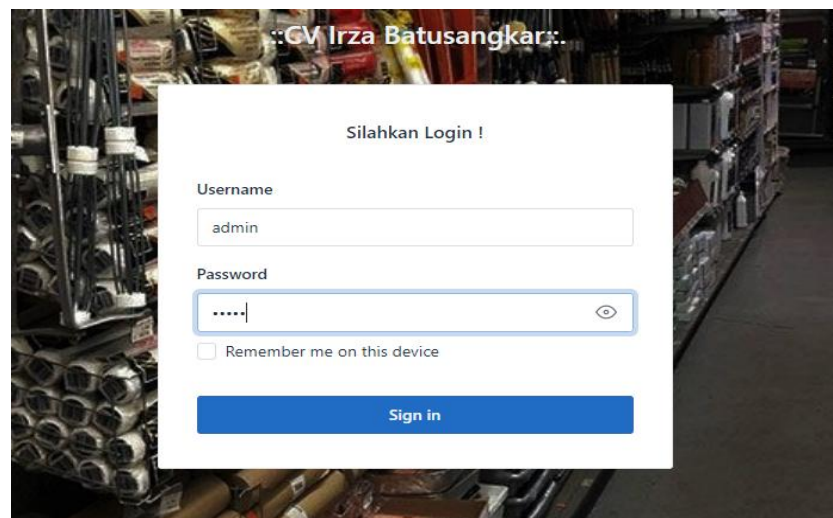 .::CV Irza Batusangkar::.
Silahkan Login !
Username
admin
Password
•••••
Remember me on this device
Sign in